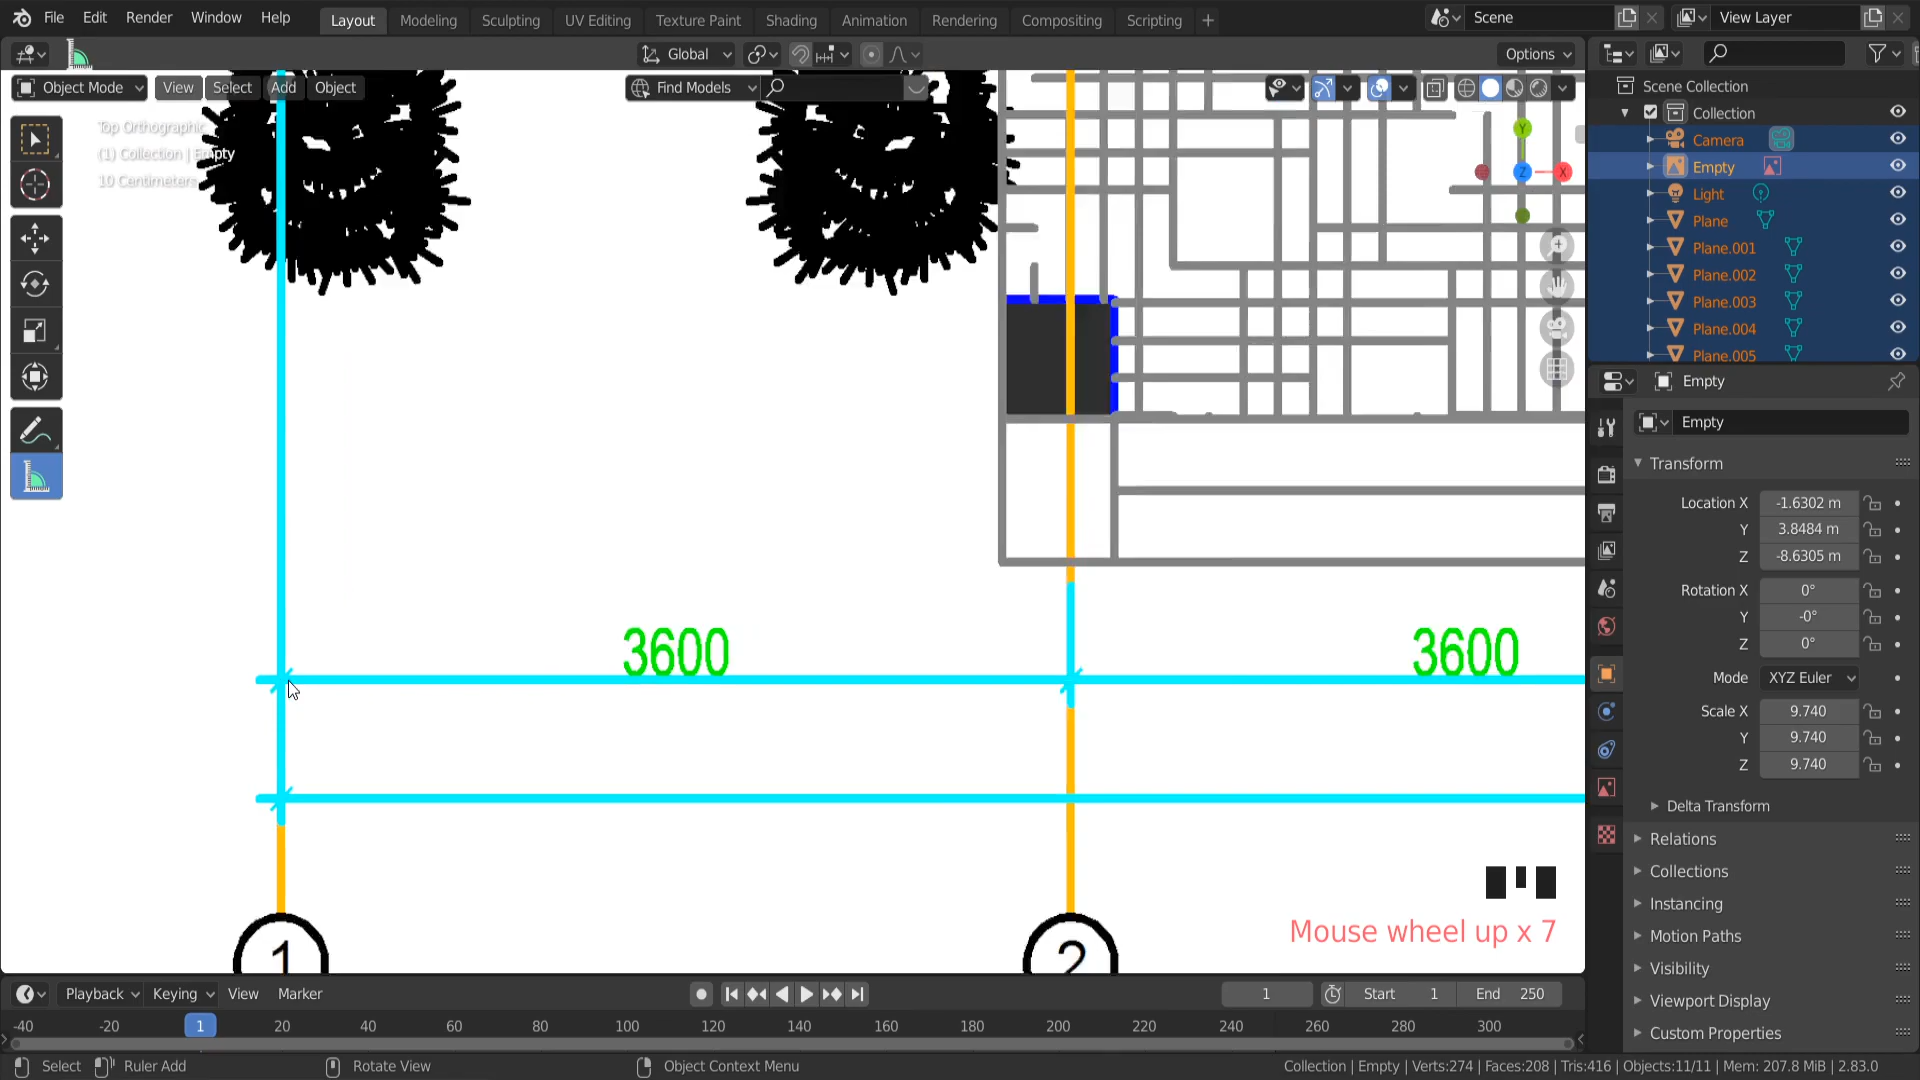 File Edit Render Window Help Layout Modeling Sculpting UV Editing Texture Paint Shading Animation Rendering Compositing Scripting + Scene View Layer
Global Options
Object Mode View Select Add Object Find Models
Top Orthographic
(1) Collection | Empty
10 Centimeters
Y
Z
X
3600
3600
1
2
Mouse wheel up x 7
Scene Collection
Collection
Camera
Empty
Light
Plane
Plane.001
Plane.002
Plane.003
Plane.004
Plane.005
Empty
Empty
Transform
Location X -1.6302 m
Y 3.8484 m
Z -8.6305 m
Rotation X 0°
Y -0°
Z 0°
Mode XYZ Euler
Scale X 9.740
Y 9.740
Z 9.740
Delta Transform
Relations
Collections
Instancing
Motion Paths
Visibility
Viewport Display
Custom Properties
Playback Keying View Marker 1 Start 1 End 250
-40 -20 1 20 40 60 80 100 120 140 160 180 200 220 240 260 280 300
Select Ruler Add Rotate View Object Context Menu Collection | Empty | Verts:274 | Faces:208 | Tris:416 | Objects:11/11 | Mem: 207.8 MiB | 2.83.0